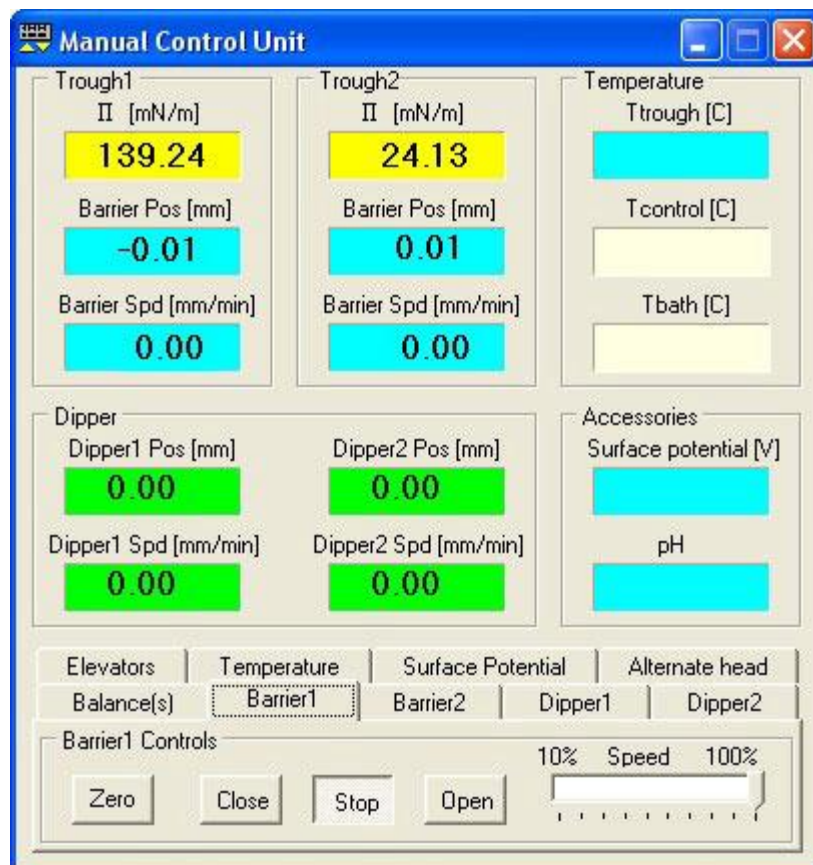 Manual Control Unit
Trough1 Trough2 Temperature
Π [mN/m] Π [mN/m] Ttrough [C]
139.24 24.13
Barrier Pos [mm] Barrier Pos [mm] Tcontrol [C]
-0.01 0.01
Barrier Spd [mm/min] Barrier Spd [mm/min] Tbath [C]
0.00 0.00
Dipper Accessories
Dipper1 Pos [mm] Dipper2 Pos [mm] Surface potential [V]
0.00 0.00
Dipper1 Spd [mm/min] Dipper2 Spd [mm/min] pH
0.00 0.00
Elevators Temperature Surface Potential Alternate head
Balance(s) Barrier1 Barrier2 Dipper1 Dipper2
Barrier1 Controls
10% Speed 100%
Zero Close Stop Open